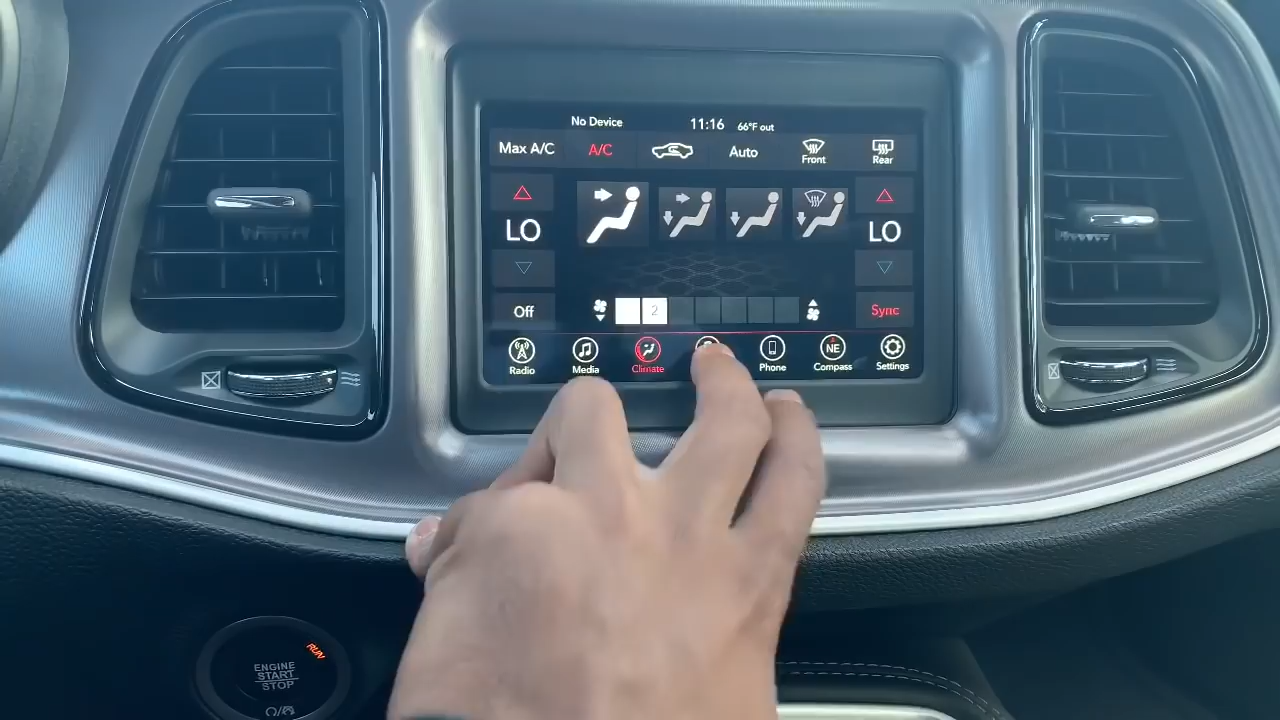 No Device 11:16 66°F out
Max A/C A/C Auto Front Rear
LO LO
Off 2 Sync
Radio Media Climate Phone Compass Settings
NE
RUN
ENGINE
START
STOP